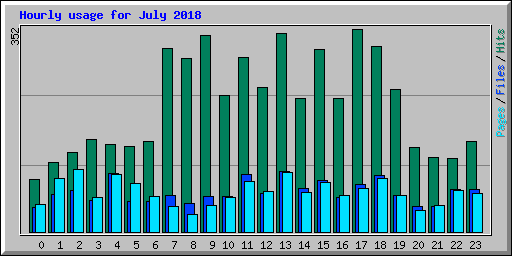 Hourly usage for July 2018
352
Pages / Files / Hits
0 1 2 3 4 5 6 7 8 9 10 11 12 13 14 15 16 17 18 19 20 21 22 23